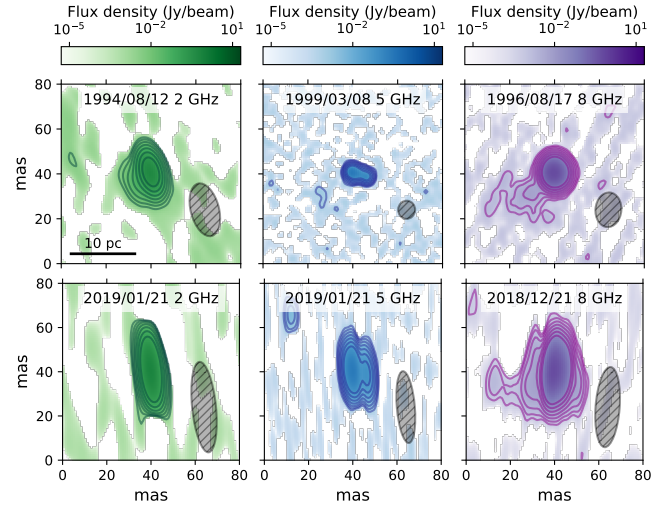 Flux density (Jy/beam) Flux density (Jy/beam) Flux density (Jy/beam)
10⁻⁵ 10⁻² 10¹ 10⁻⁵ 10⁻² 10¹ 10⁻⁵ 10⁻² 10¹
80
1994/08/12 2 GHz 1999/03/08 5 GHz 1996/08/17 8 GHz
60
mas
40
20
10 pc
0
80
2019/01/21 2 GHz 2019/01/21 5 GHz 2018/12/21 8 GHz
60
mas
40
20
0
0 20 40 60 80 0 20 40 60 80 0 20 40 60 80
mas mas mas